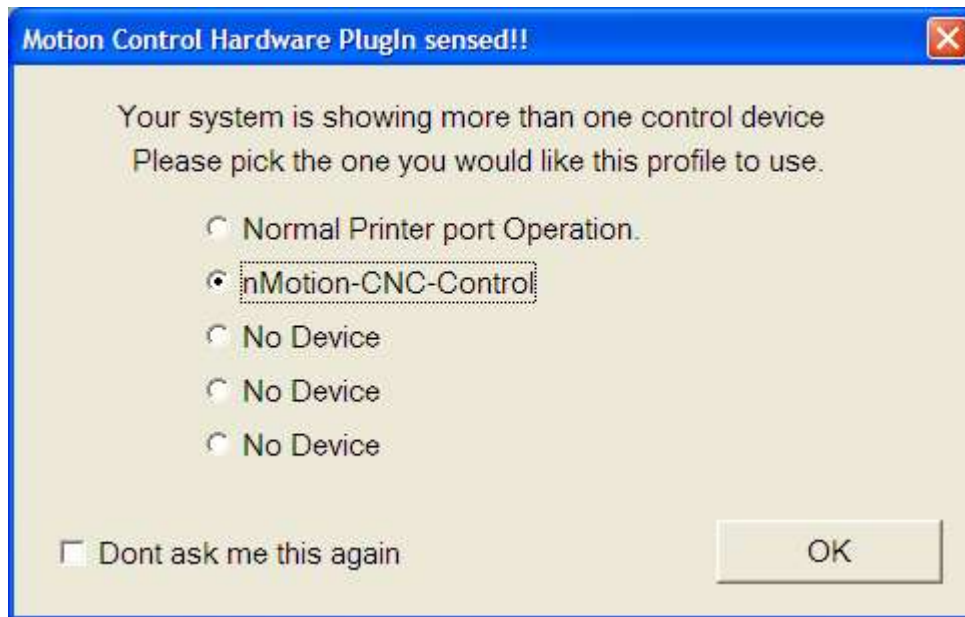 Motion Control Hardware PlugIn sensed!!
Your system is showing more than one control device
Please pick the one you would like this profile to use.
Normal Printer port Operation.
nMotion-CNC-Control
No Device
No Device
No Device
Dont ask me this again
OK